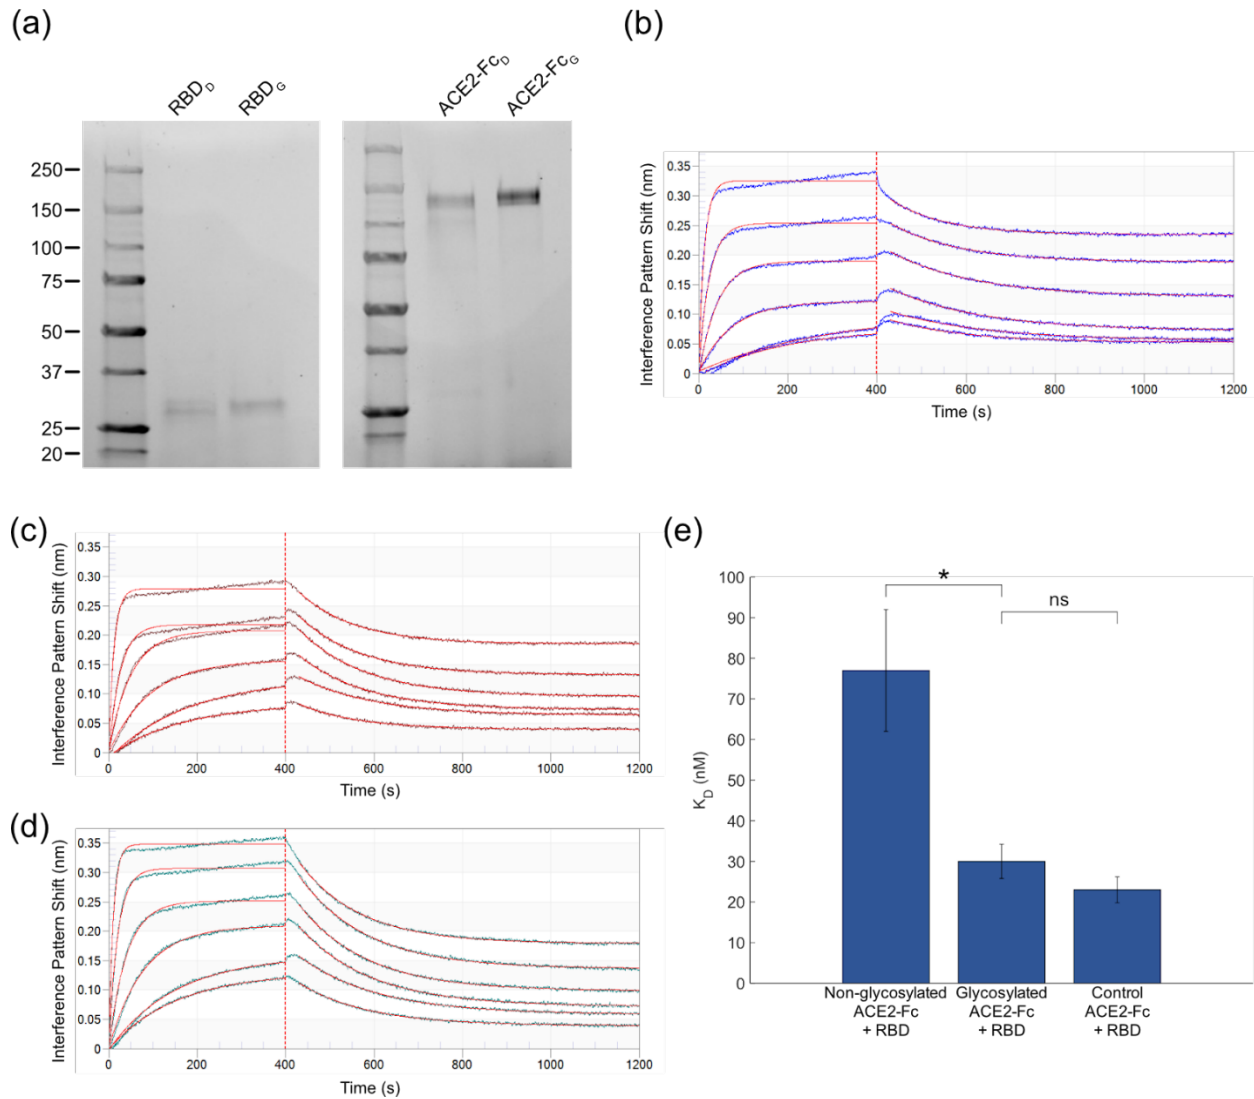 (a)
RBD_D
RBD_G
ACE2-Fc_D
ACE2-Fc_G
250
150
100
75
50
37
25
20
(b)
Interference Pattern Shift (nm)
0.35
0.30
0.25
0.20
0.15
0.10
0.05
0
0 200 400 600 800 1000 1200
Time (s)
(c)
Interference Pattern Shift (nm)
0.35
0.30
0.25
0.20
0.15
0.10
0.05
0
0 200 400 600 800 1000 1200
Time (s)
(d)
Interference Pattern Shift (nm)
0.35
0.30
0.25
0.20
0.15
0.10
0.05
0
0 200 400 600 800 1000 1200
Time (s)
(e)
K_D (nM)
100
90
80
70
60
50
40
30
20
10
0
*
ns
Non-glycosylated
ACE2-Fc
+ RBD
Glycosylated
ACE2-Fc
+ RBD
Control
ACE2-Fc
+ RBD